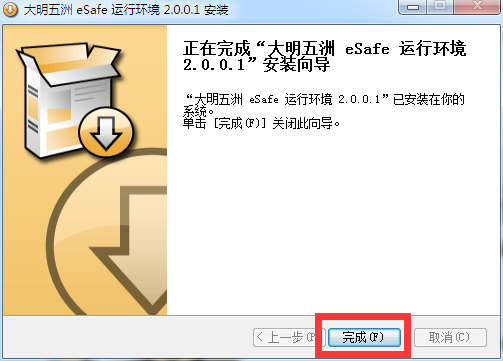 大明五洲 eSafe 运行环境 2.0.0.1 安装
正在完成“大明五洲 eSafe 运行环境
2.0.0.1”安装向导
“大明五洲 eSafe 运行环境 2.0.0.1”已安装在你的
系统。
单击 [完成(F)] 关闭此向导。
< 上一步(P 完成(F) 取消(C)